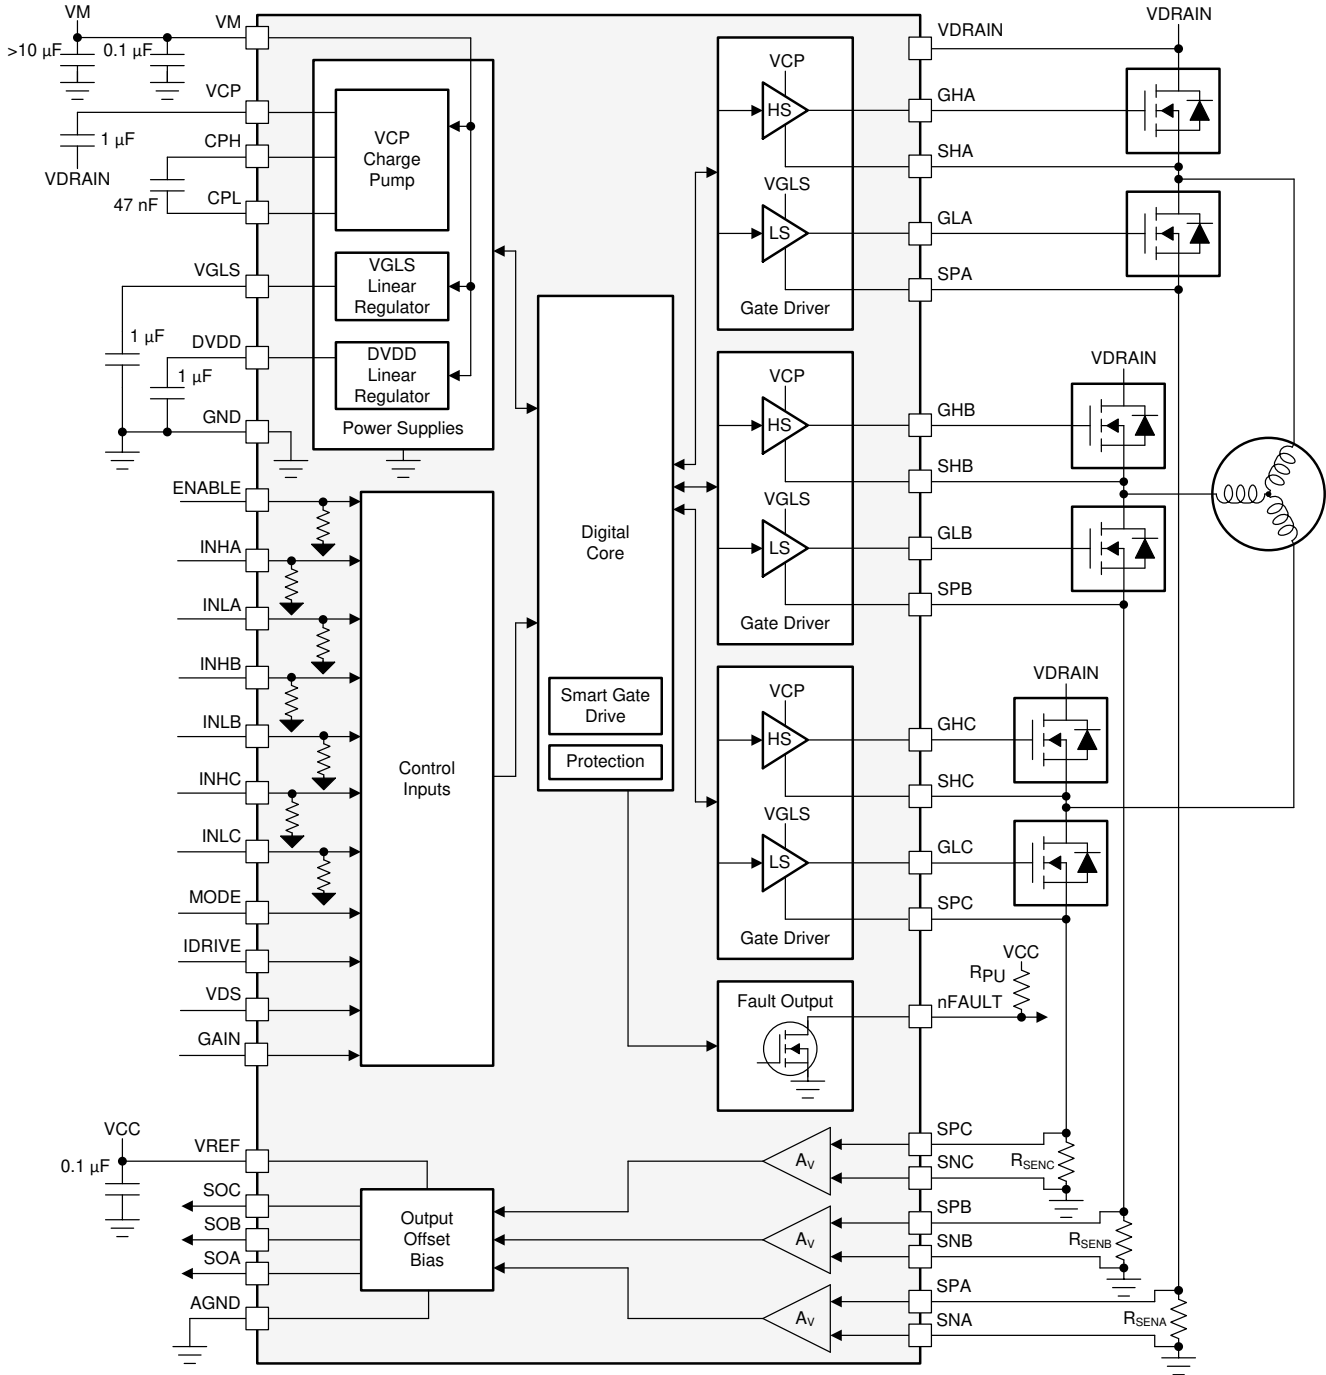 VM
VM
>10 µF
0.1 µF
VCP
1 µF
VDRAIN
CPH
47 nF
CPL
VGLS
1 µF
DVDD
1 µF
GND
VCP
Charge
Pump
VGLS
Linear
Regulator
DVDD
Linear
Regulator
Power Supplies
ENABLE
INHA
INLA
INHB
INLB
INHC
INLC
MODE
IDRIVE
VDS
GAIN
Control
Inputs
Digital
Core
Smart Gate
Drive
Protection
VCP
HS
VGLS
LS
Gate Driver
VCP
HS
VGLS
LS
Gate Driver
VCP
HS
VGLS
LS
Gate Driver
Fault Output
VDRAIN
VDRAIN
GHA
SHA
GLA
SPA
VDRAIN
GHB
SHB
GLB
SPB
VDRAIN
GHC
SHC
GLC
SPC
VCC
RPU
nFAULT
VCC
0.1 µF
VREF
SOC
SOB
SOA
AGND
Output
Offset
Bias
AV
AV
AV
SPC
SNC
RSENC
SPB
SNB
RSENB
SPA
SNA
RSENA